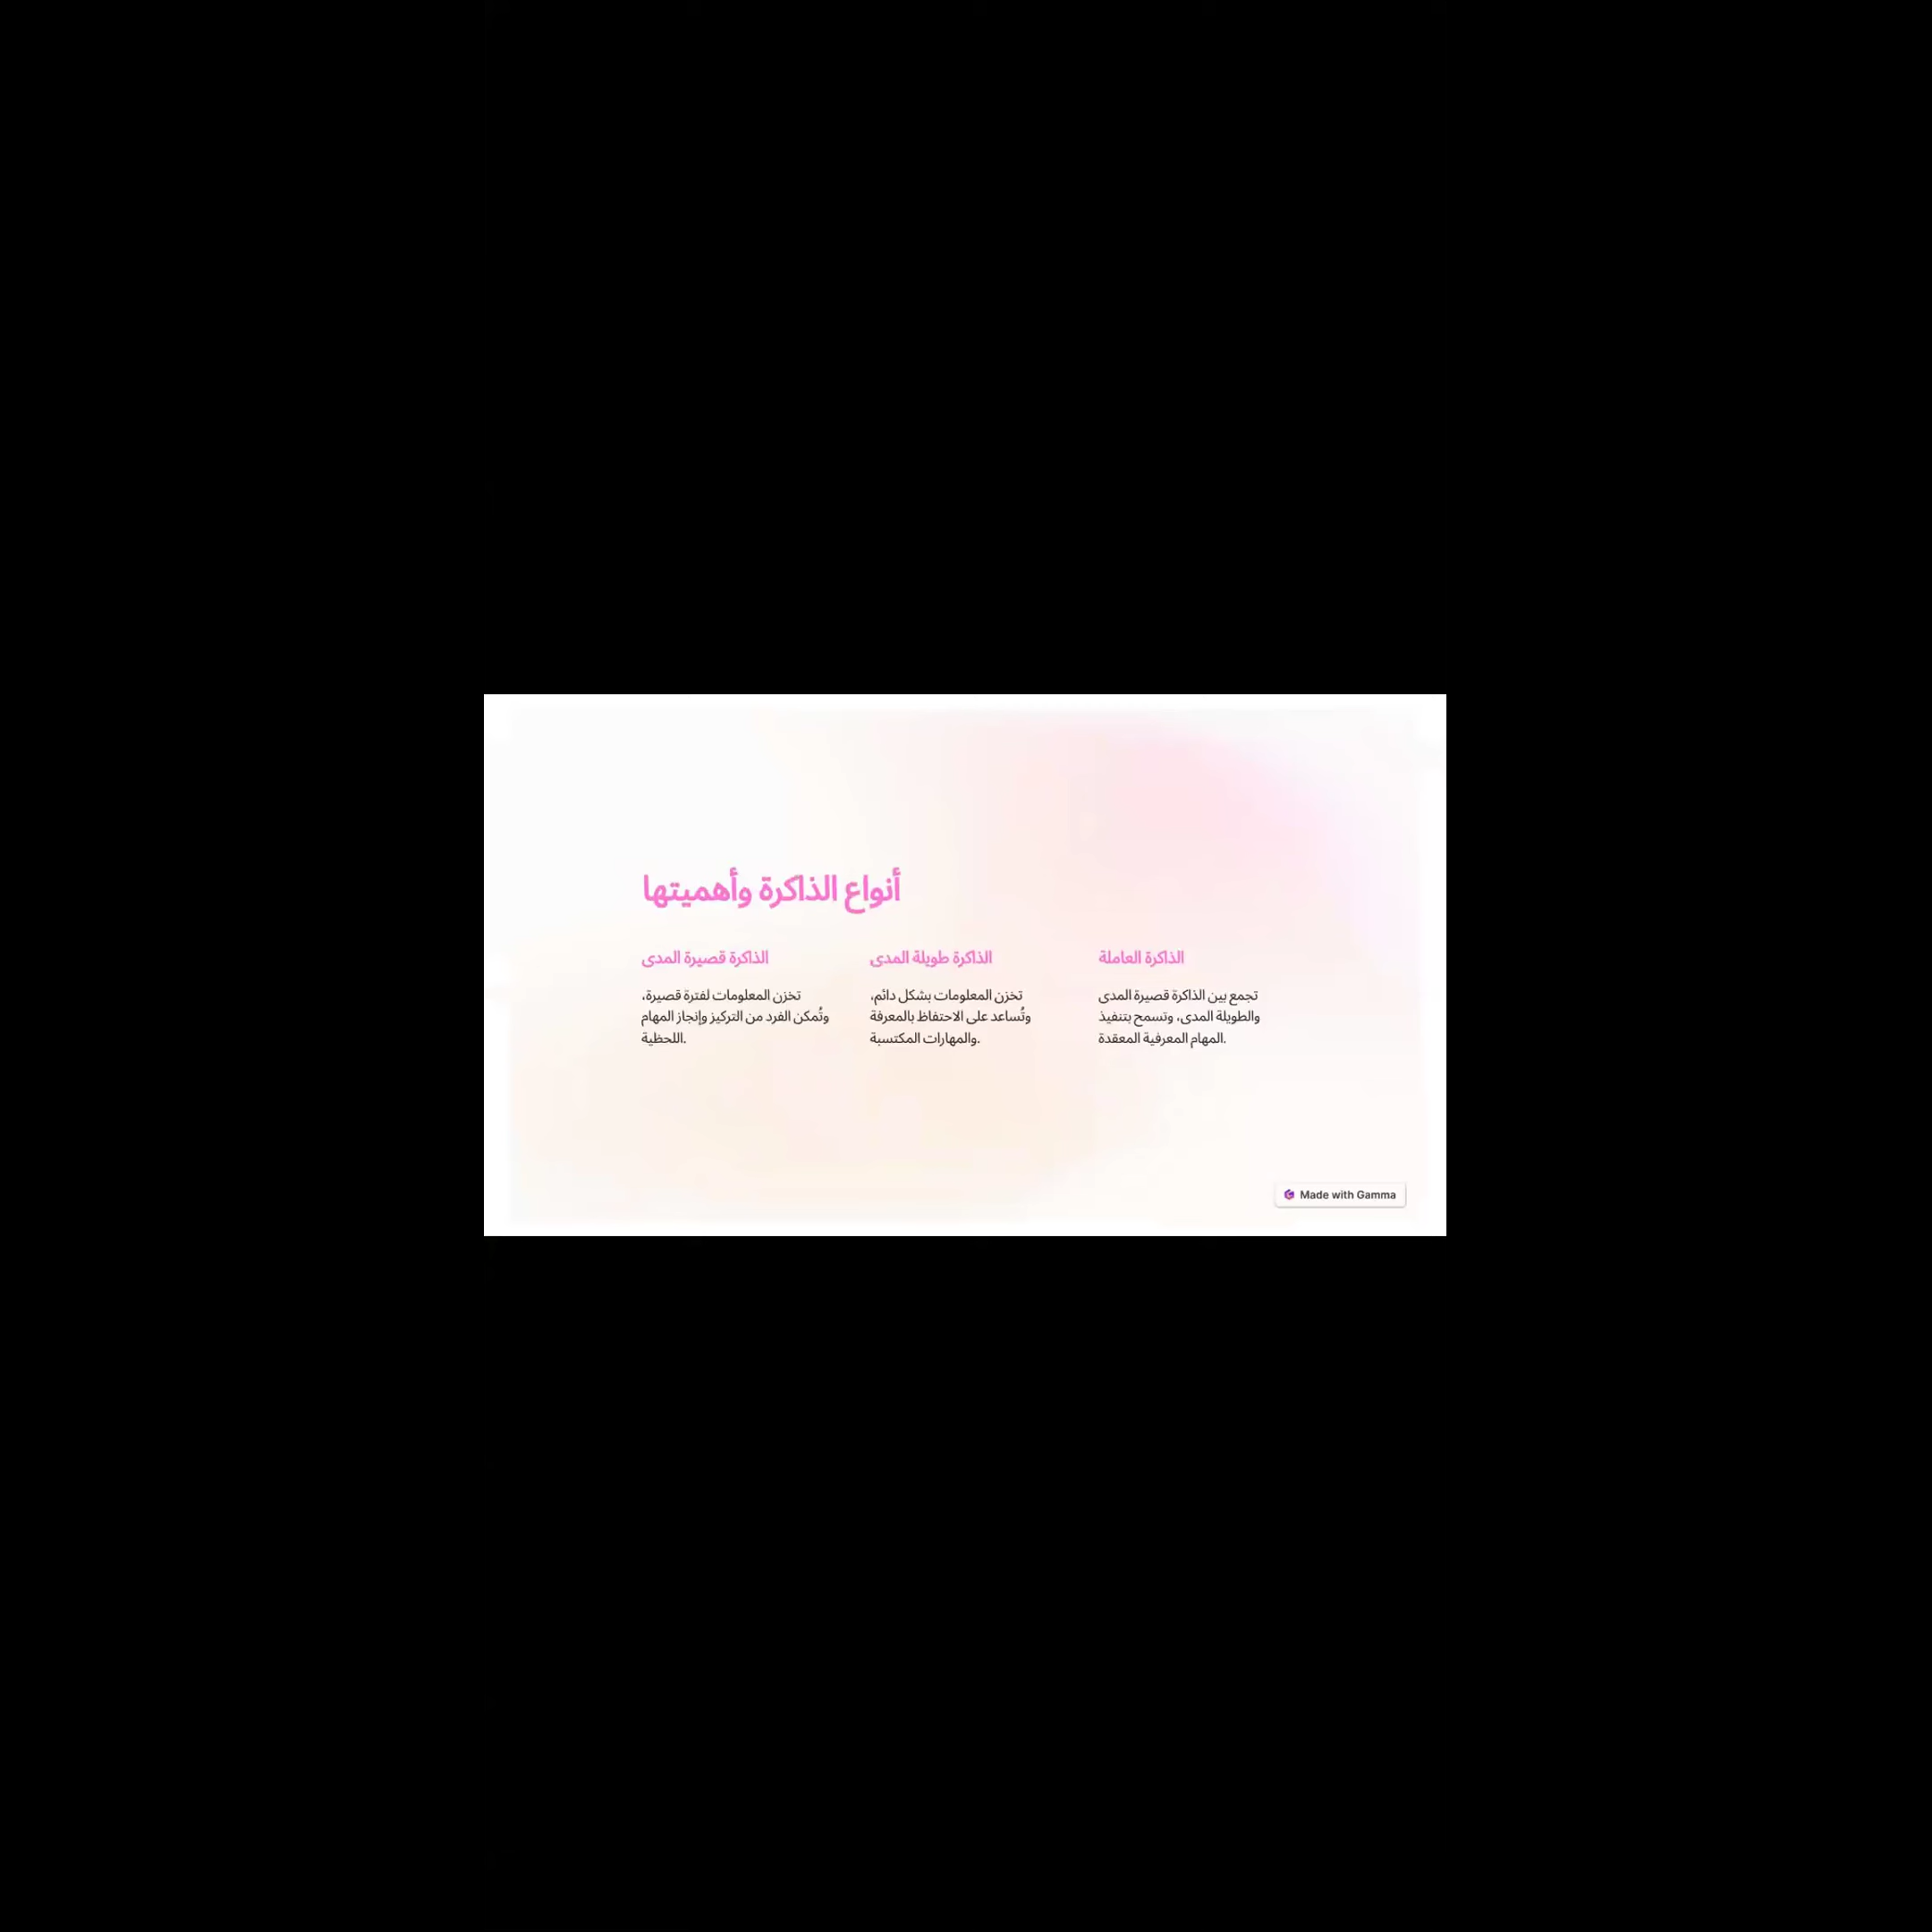 أنواع الذاكرة وأهميتها
الذاكرة قصيرة المدى
تخزن المعلومات لفترة قصيرة،
وتُمكن الفرد من التركيز وإنجاز المهام
اللحظية.
الذاكرة طويلة المدى
تخزن المعلومات بشكل دائم،
وتُساعد على الاحتفاظ بالمعرفة
والمهارات المكتسبة.
الذاكرة العاملة
تجمع بين الذاكرة قصيرة المدى
والطويلة المدى، وتسمح بتنفيذ
المهام المعرفية المعقدة.
Made with Gamma